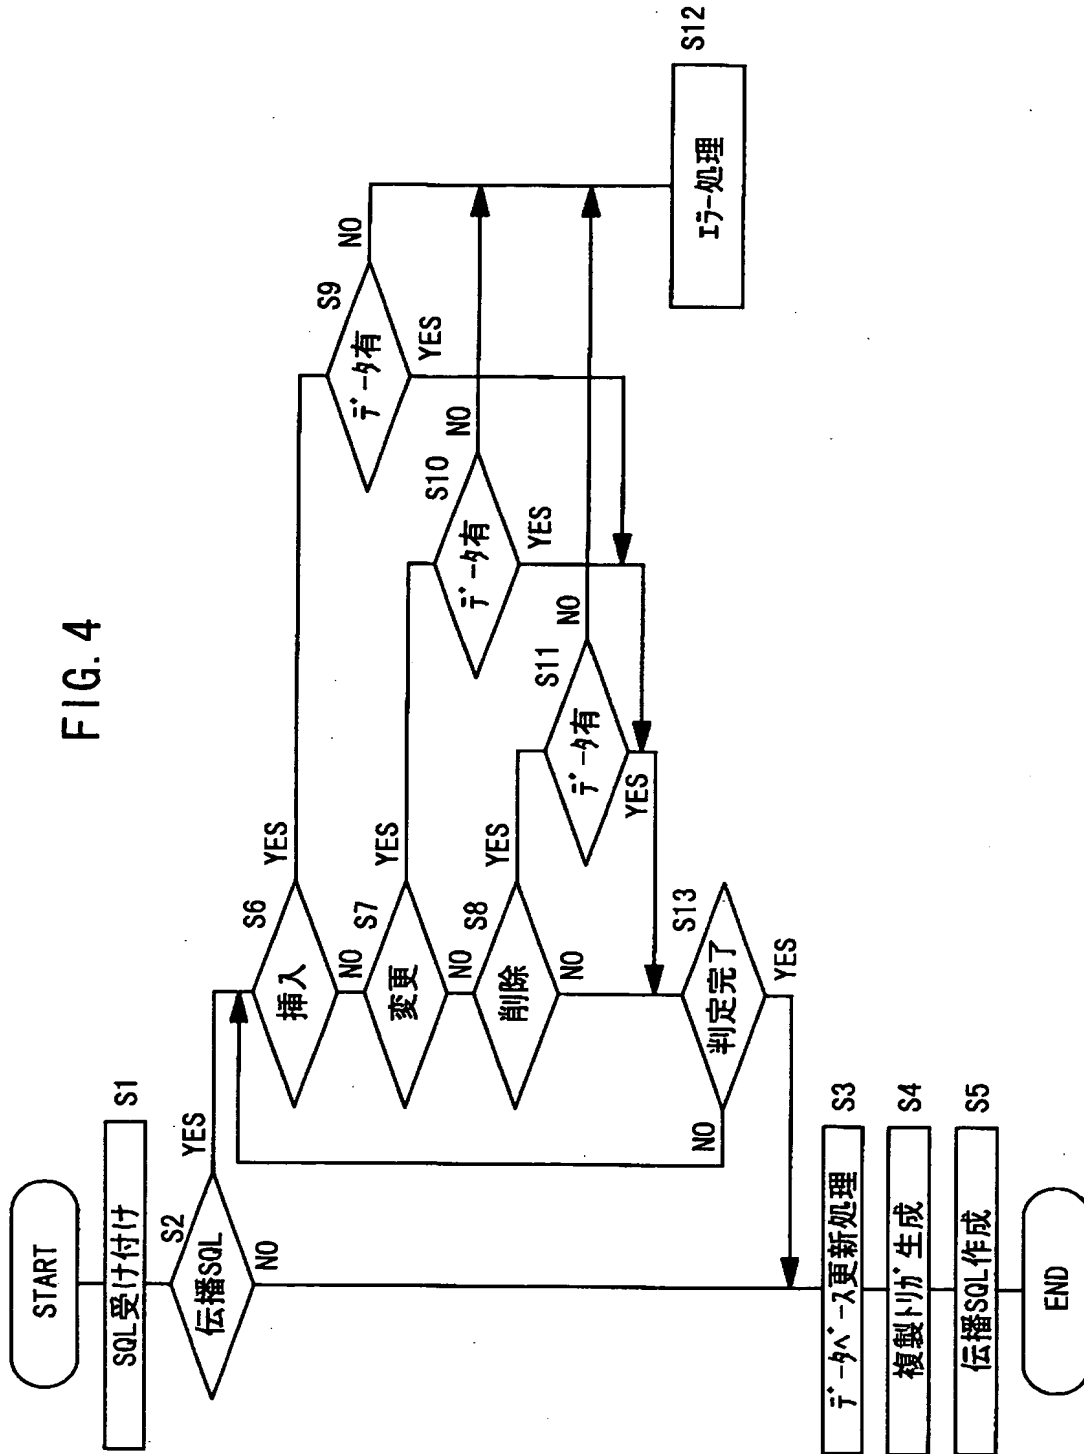 FIG. 4
START
SQL受け付け S1
伝播SQL S2
YES
NO
挿入 S6
YES
NO
変更 S7
YES
NO
削除 S8
YES
NO
ﾃﾞｰﾀ有 S9
NO
YES
ﾃﾞｰﾀ有 S10
NO
YES
ﾃﾞｰﾀ有 S11
NO
YES
ｴﾗｰ処理 S12
判定完了 S13
NO
YES
ﾃﾞｰﾀﾍﾞｰｽ更新処理 S3
複製ﾄﾘｶﾞ生成 S4
伝播SQL作成 S5
END